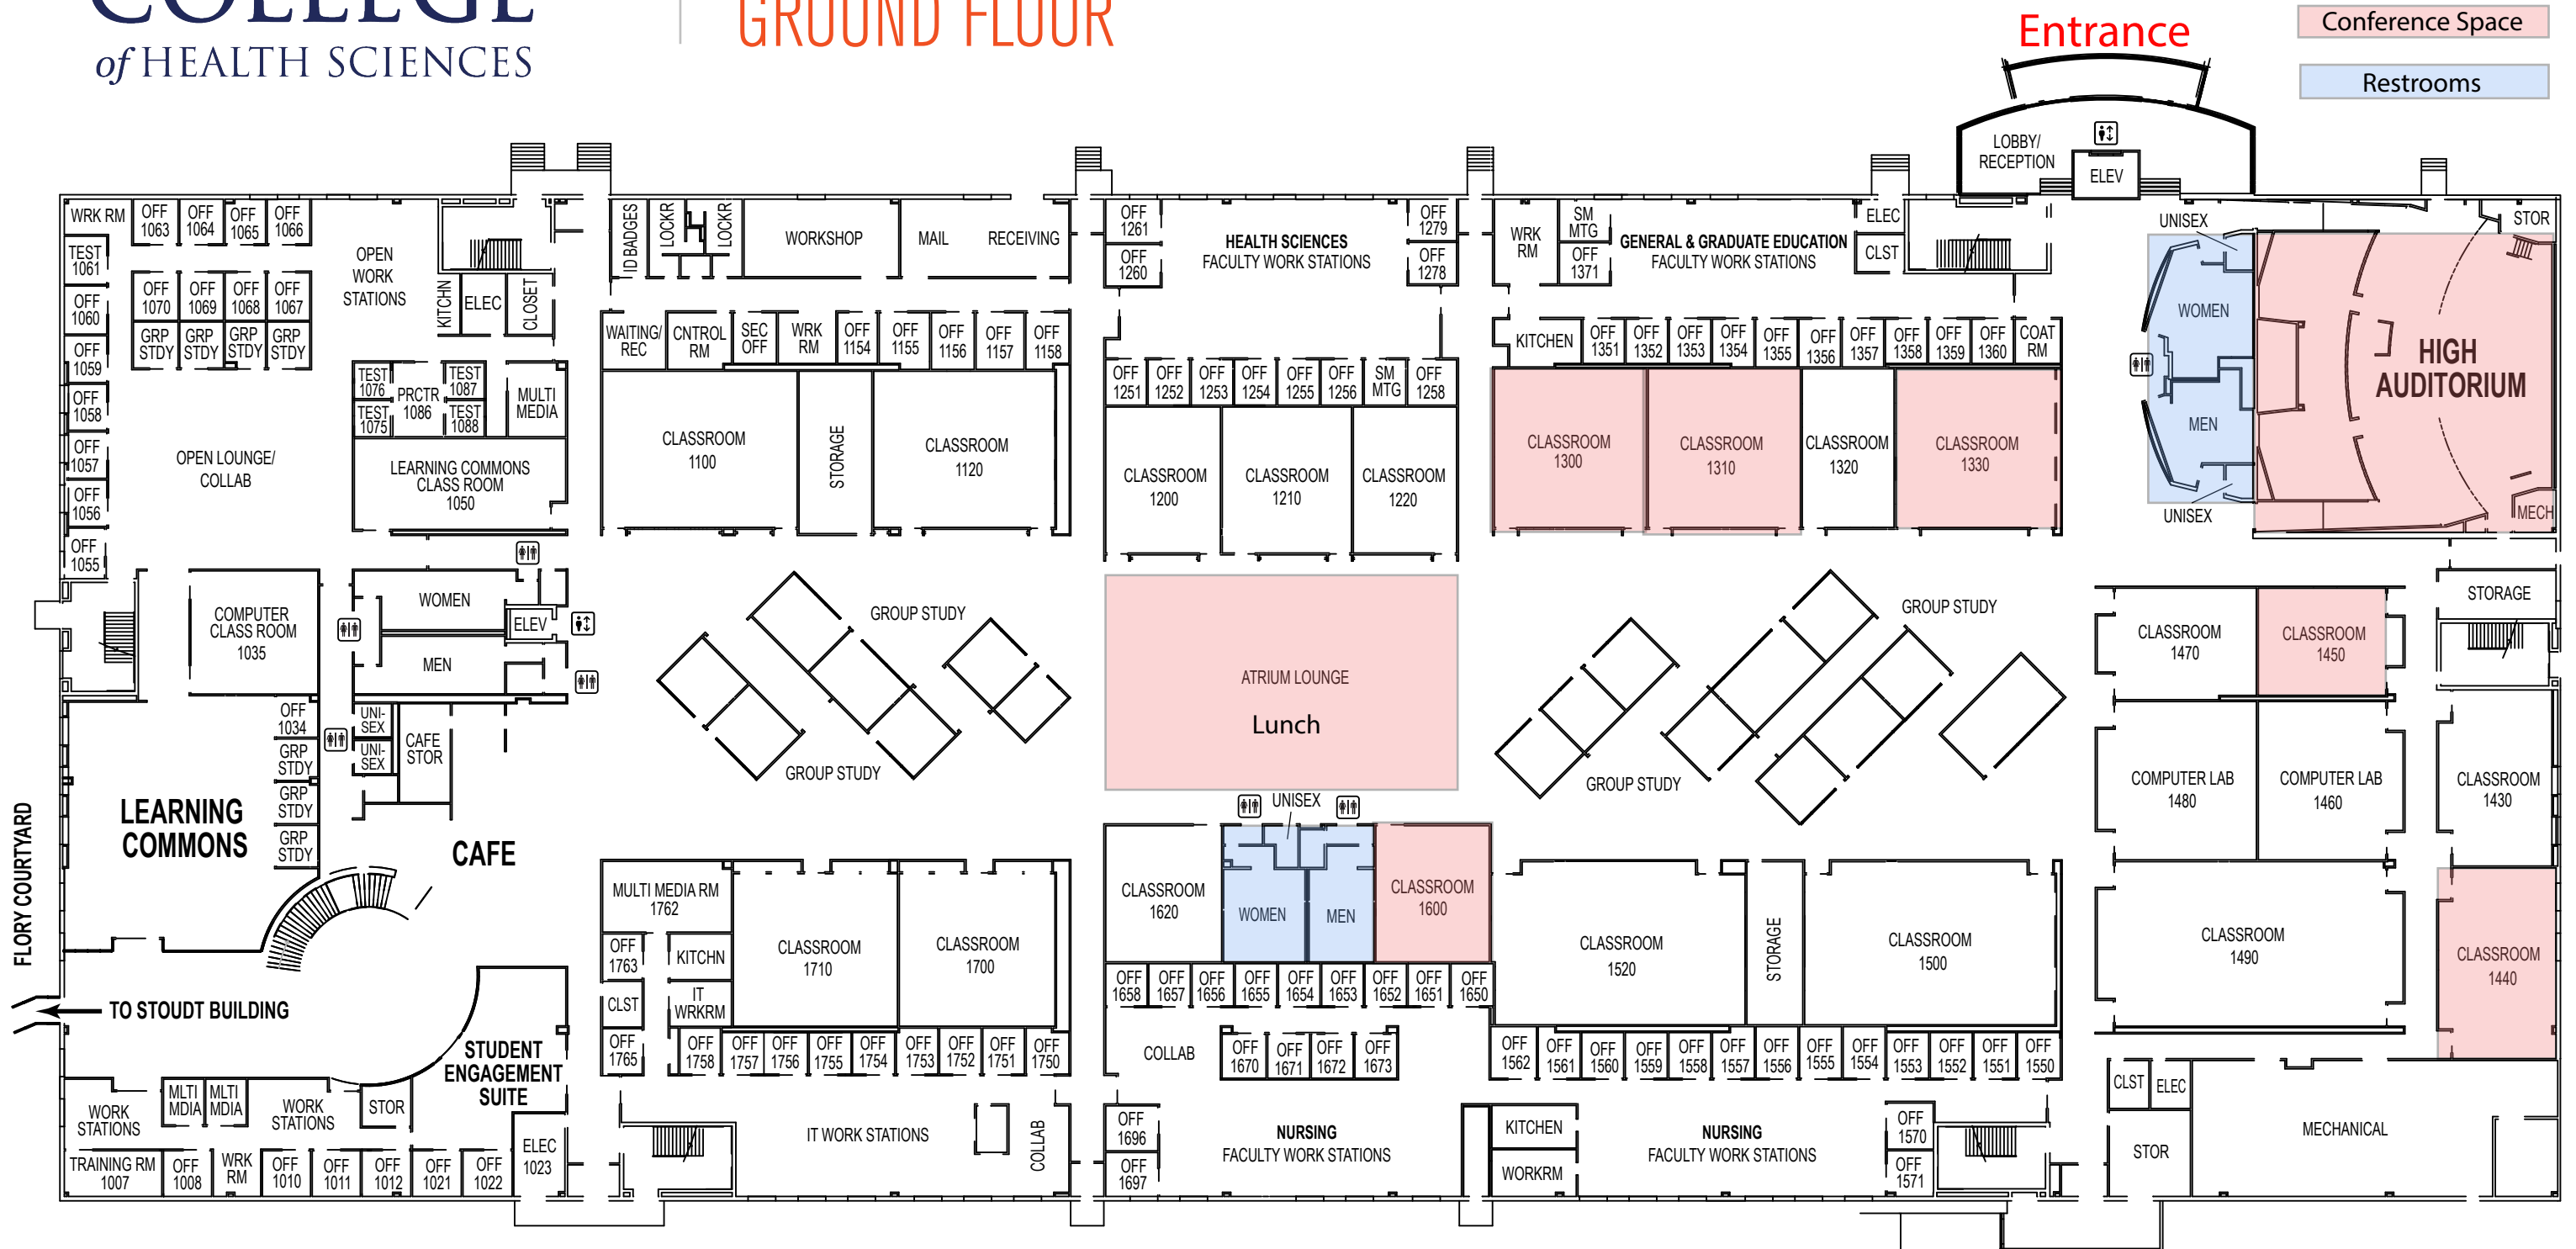 COLLEGE
of HEALTH SCIENCES
GROUND FLOOR
Entrance
Conference Space
Restrooms
LOBBY/
RECEPTION
ELEV
WRK RM
OFF
1063
OFF
1064
OFF
1065
OFF
1066
TEST
1061
OFF
1060
OFF
1059
OFF
1058
OFF
1057
OFF
1056
OFF
1055
OFF
1070
OFF
1069
OFF
1068
OFF
1067
GRP
STDY
GRP
STDY
GRP
STDY
GRP
STDY
OPEN
WORK
STATIONS
KITCHN
ELEC
CLOSET
TEST
1076
TEST
1075
PRCTR
1086
TEST
1087
TEST
1088
MULTI
MEDIA
OPEN LOUNGE/
COLLAB
LEARNING COMMONS
CLASS ROOM
1050
ID BADGES
LOCKR
LOCKR
WORKSHOP
MAIL
RECEIVING
WAITING/
REC
CNTROL
RM
SEC
OFF
WRK
RM
OFF
1154
OFF
1155
OFF
1156
OFF
1157
OFF
1158
CLASSROOM
1100
STORAGE
CLASSROOM
1120
OFF
1261
OFF
1260
HEALTH SCIENCES
FACULTY WORK STATIONS
OFF
1279
OFF
1278
OFF
1251
OFF
1252
OFF
1253
OFF
1254
OFF
1255
OFF
1256
SM
MTG
OFF
1258
CLASSROOM
1200
CLASSROOM
1210
CLASSROOM
1220
WRK
RM
SM
MTG
OFF
1371
GENERAL & GRADUATE EDUCATION
FACULTY WORK STATIONS
ELEC
CLST
KITCHEN
OFF
1351
OFF
1352
OFF
1353
OFF
1354
OFF
1355
OFF
1356
OFF
1357
OFF
1358
OFF
1359
OFF
1360
COAT
RM
CLASSROOM
1300
CLASSROOM
1310
CLASSROOM
1320
CLASSROOM
1330
UNISEX
WOMEN
MEN
UNISEX
STOR
HIGH
AUDITORIUM
MECH
COMPUTER
CLASS ROOM
1035
WOMEN
ELEV
MEN
OFF
1034
GRP
STDY
GRP
STDY
GRP
STDY
UNI-
SEX
UNI-
SEX
CAFE
STOR
LEARNING
COMMONS
CAFE
FLORY COURTYARD
GROUP STUDY
GROUP STUDY
ATRIUM LOUNGE
Lunch
GROUP STUDY
GROUP STUDY
STORAGE
CLASSROOM
1470
CLASSROOM
1450
COMPUTER LAB
1480
COMPUTER LAB
1460
CLASSROOM
1430
CLASSROOM
1490
CLASSROOM
1440
UNISEX
CLASSROOM
1620
WOMEN
MEN
CLASSROOM
1600
MULTI MEDIA RM
1762
OFF
1763
KITCHN
CLST
IT
WRKRM
OFF
1765
CLASSROOM
1710
CLASSROOM
1700
OFF
1758
OFF
1757
OFF
1756
OFF
1755
OFF
1754
OFF
1753
OFF
1752
OFF
1751
OFF
1750
OFF
1658
OFF
1657
OFF
1656
OFF
1655
OFF
1654
OFF
1653
OFF
1652
OFF
1651
OFF
1650
COLLAB
OFF
1670
OFF
1671
OFF
1672
OFF
1673
CLASSROOM
1520
STORAGE
CLASSROOM
1500
OFF
1562
OFF
1561
OFF
1560
OFF
1559
OFF
1558
OFF
1557
OFF
1556
OFF
1555
OFF
1554
OFF
1553
OFF
1552
OFF
1551
OFF
1550
TO STOUDT BUILDING
STUDENT
ENGAGEMENT
SUITE
WORK
STATIONS
MLTI
MDIA
MLTI
MDIA
WORK
STATIONS
STOR
TRAINING RM
1007
OFF
1008
WRK
RM
OFF
1010
OFF
1011
OFF
1012
OFF
1021
OFF
1022
ELEC
1023
IT WORK STATIONS
COLLAB
OFF
1696
OFF
1697
NURSING
FACULTY WORK STATIONS
KITCHEN
WORKRM
NURSING
FACULTY WORK STATIONS
OFF
1570
OFF
1571
CLST
ELEC
STOR
MECHANICAL